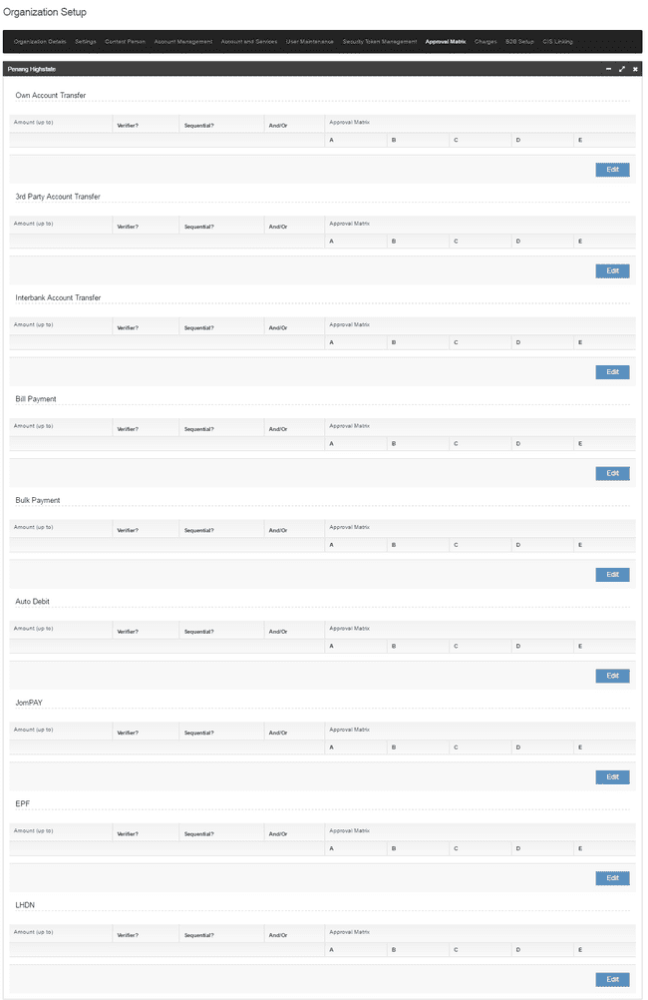 Organization Setup
Organization Details Settings Contact Person Account Management Account and Services User Maintenance Security Token Management Approval Matrix Charges B2B Setup CIS Linking
Penang Highstate
Own Account Transfer
Amount (up to) Verifier? Sequential? And/Or Approval Matrix
A B C D E
Edit
3rd Party Account Transfer
Amount (up to) Verifier? Sequential? And/Or Approval Matrix
A B C D E
Edit
Interbank Account Transfer
Amount (up to) Verifier? Sequential? And/Or Approval Matrix
A B C D E
Edit
Bill Payment
Amount (up to) Verifier? Sequential? And/Or Approval Matrix
A B C D E
Edit
Bulk Payment
Amount (up to) Verifier? Sequential? And/Or Approval Matrix
A B C D E
Edit
Auto Debit
Amount (up to) Verifier? Sequential? And/Or Approval Matrix
A B C D E
Edit
JomPAY
Amount (up to) Verifier? Sequential? And/Or Approval Matrix
A B C D E
Edit
EPF
Amount (up to) Verifier? Sequential? And/Or Approval Matrix
A B C D E
Edit
LHDN
Amount (up to) Verifier? Sequential? And/Or Approval Matrix
A B C D E
Edit